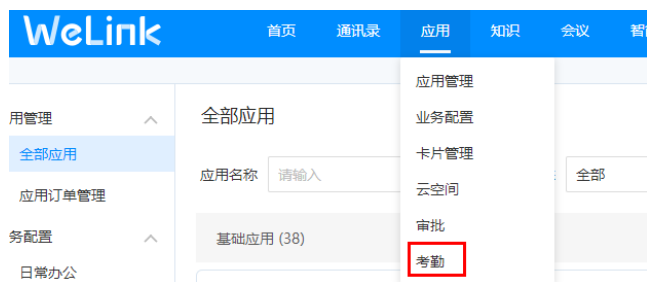 WeLink
首页 通讯录 应用 知识 会议
应用管理
业务配置
卡片管理
云空间
审批
考勤
用管理
全部应用
应用订单管理
务配置
日常办公
全部应用
应用名称 请输入 全部
基础应用 (38)